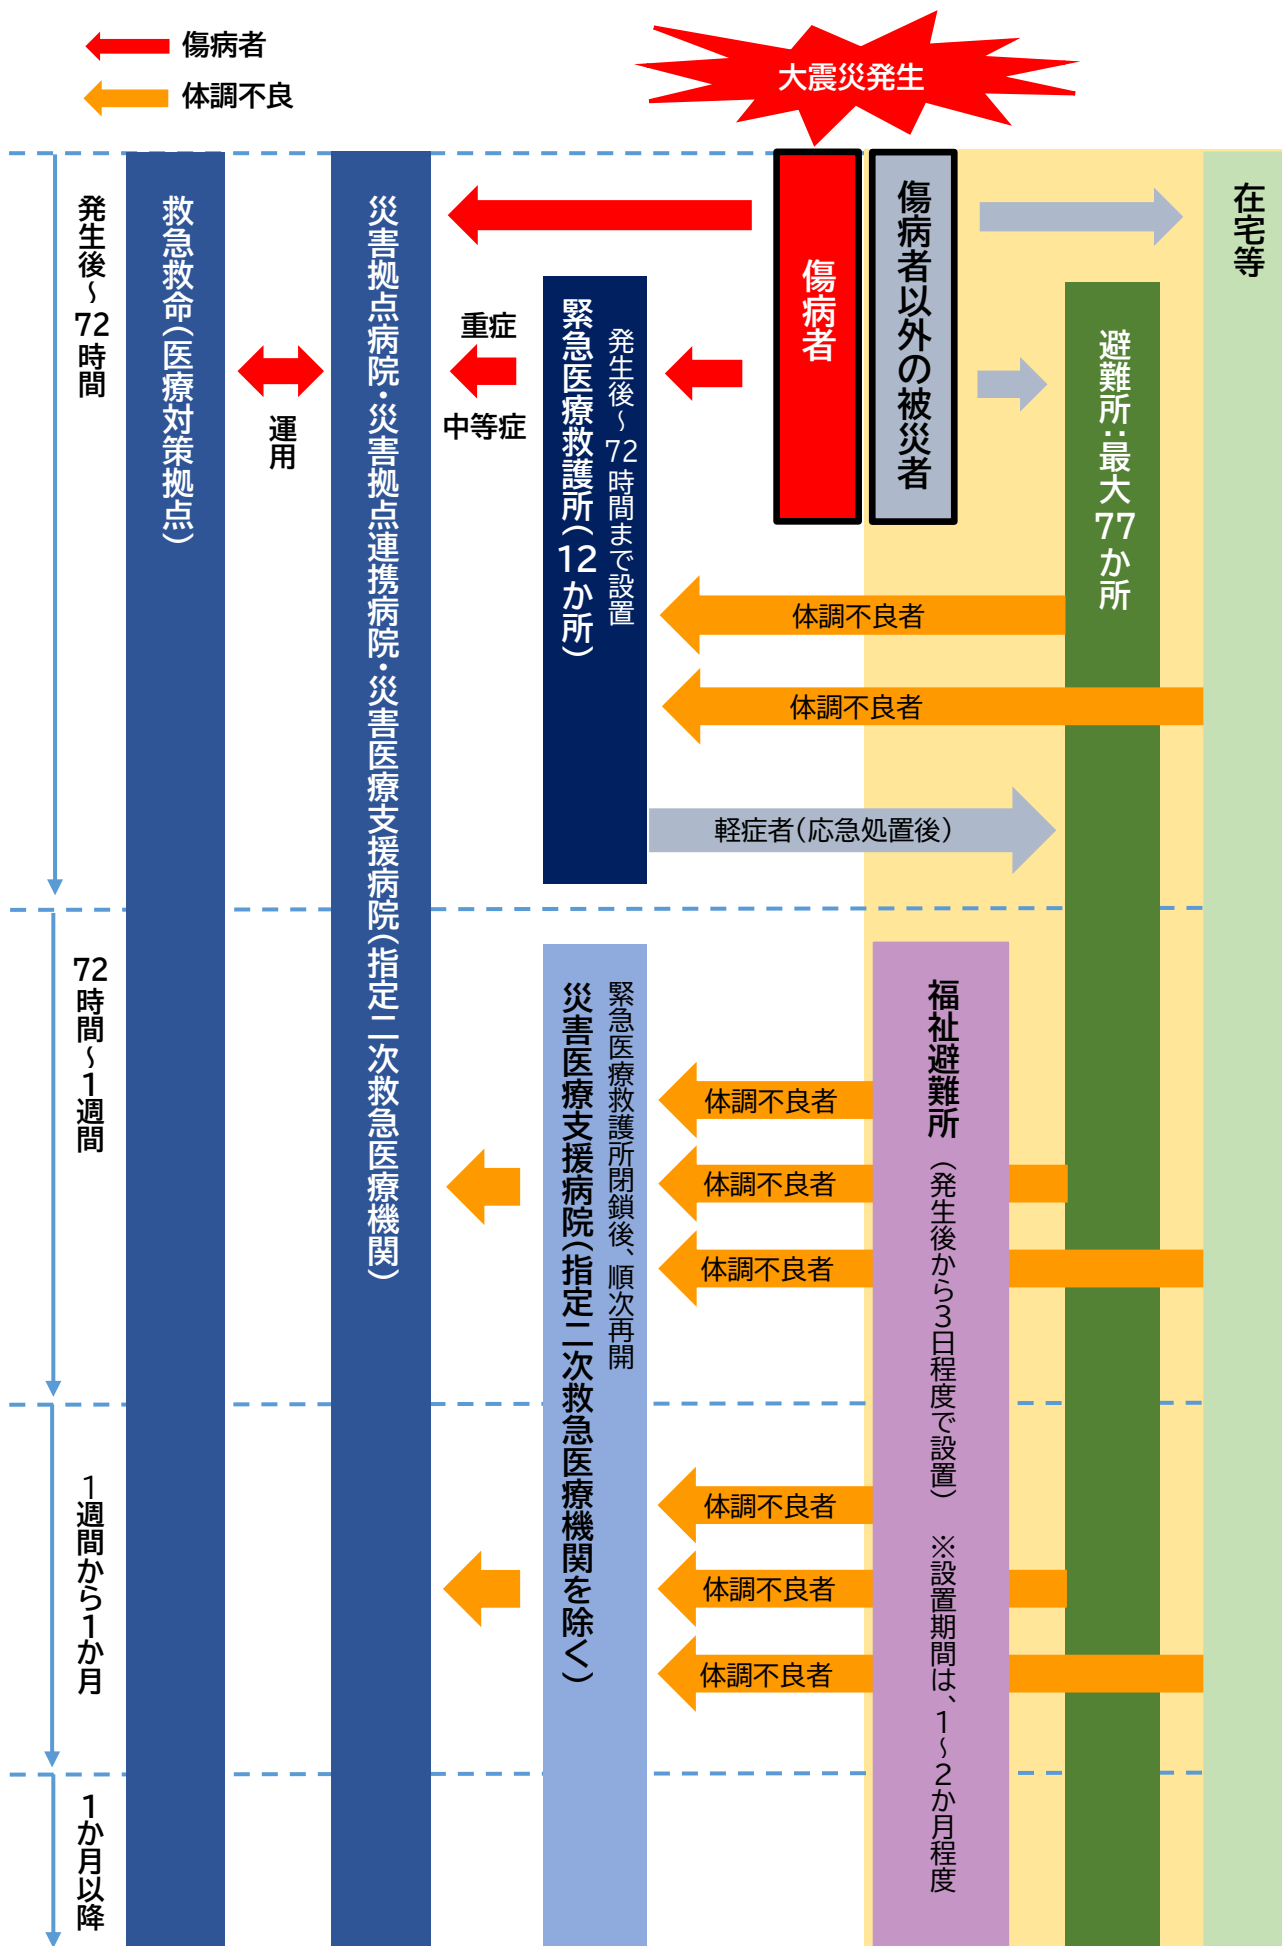 傷病者
体調不良
大震災発生
発生後～72時間
救急救命（医療対策拠点）
運用
災害拠点病院・災害拠点連携病院・災害医療支援病院（指定二次救急医療機関）
重症
中等症
緊急医療救護所（12か所）
発生後～72時間まで設置
傷病者
傷病者以外の被災者
避難所：最大77か所
在宅等
体調不良者
体調不良者
軽症者（応急処置後）
72時間～1週間
災害医療支援病院（指定二次救急医療機関を除く）
緊急医療救護所閉鎖後、順次再開
福祉避難所（発生後から3日程度で設置）　※設置期間は、1～2か月程度
体調不良者
体調不良者
体調不良者
1週間から1か月
体調不良者
体調不良者
体調不良者
1か月以降